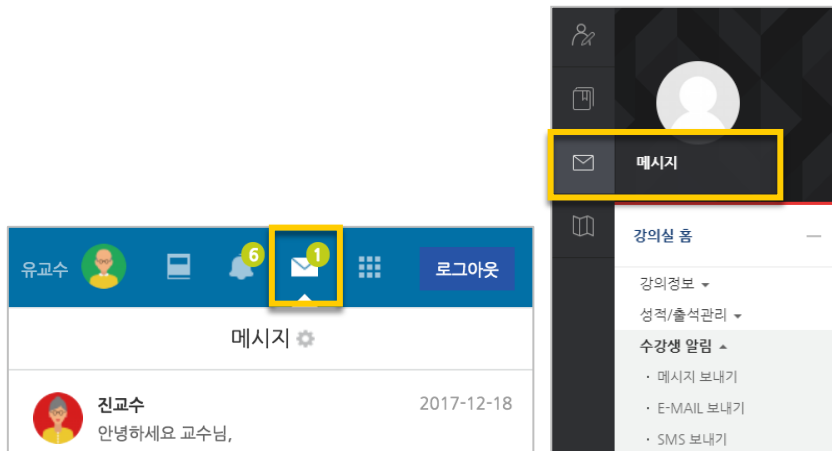 유교수
6
1
로그아웃
메시지
진교수
2017-12-18
안녕하세요 교수님,
메시지
강의실 홈
강의정보
성적/출석관리
수강생 알림
· 메시지 보내기
· E-MAIL 보내기
· SMS 보내기